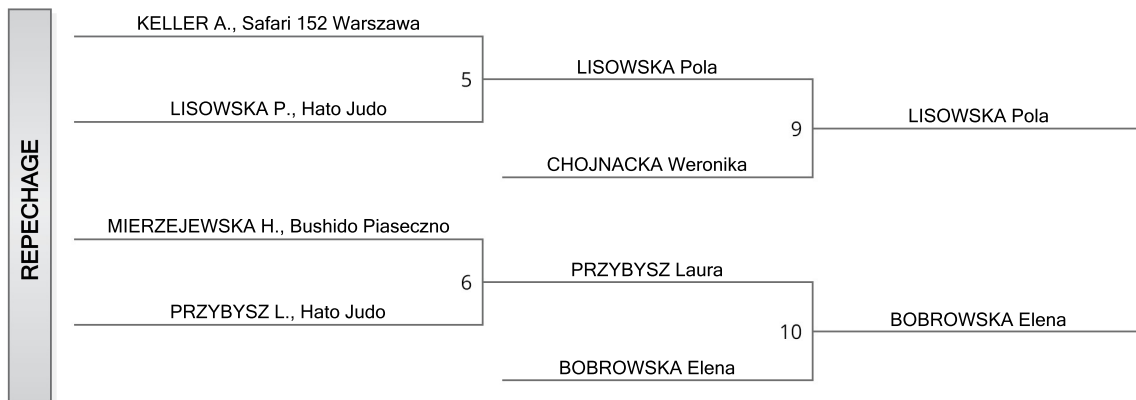 REPECHAGE
KELLER A., Safari 152 Warszawa
5
LISOWSKA P., Hato Judo
LISOWSKA Pola
9
CHOJNACKA Weronika
LISOWSKA Pola
MIERZEJEWSKA H., Bushido Piaseczno
6
PRZYBYSZ L., Hato Judo
PRZYBYSZ Laura
10
BOBROWSKA Elena
BOBROWSKA Elena